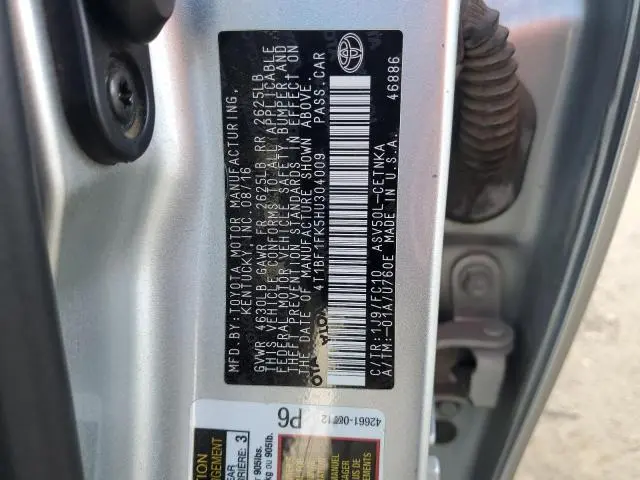 MFD.BY:TOYOTA MOTOR MANUFACTURING,
KENTUCKY,INC. 08/16
GVWR 4630LB GAWR FR 2625LB RR 2625LB
THIS VEHICLE CONFORMS TO ALL APPLICABLE
FEDERAL MOTOR VEHICLE SAFETY, BUMPER, AND
THEFT PREVENTION STANDARDS IN EFFECT ON
THE DATE OF MANUFACTURE SHOWN ABOVE.
4T1BF1FK5HU304009 PASS.CAR
C/TR:1J9/FC10 ASV50L-CETNKA
A/TM:-01A/U760E MADE IN U.S.A.
46886
P6
3